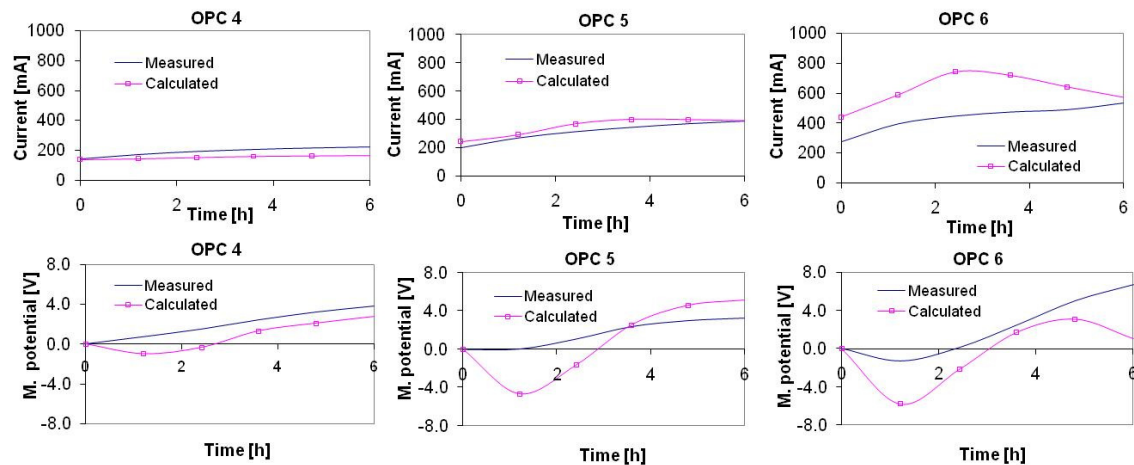 OPC 4
1000
800
600
400
200
0
Current [mA]
Measured
Calculated
0 2 4 6
Time [h]
OPC 5
1000
800
600
400
200
0
Current [mA]
Measured
Calculated
0 2 4 6
Time [h]
OPC 6
1000
800
600
400
200
0
Current [mA]
Measured
Calculated
0 2 4 6
Time [h]
OPC 4
8.0
4.0
0.0
-4.0
-8.0
M. potential [V]
Measured
Calculated
0 2 4 6
Time [h]
OPC 5
8.0
4.0
0.0
-4.0
-8.0
M. potential [V]
Measured
Calculated
0 2 4 6
Time [h]
OPC 6
8.0
4.0
0.0
-4.0
-8.0
M. potential [V]
Measured
Calculated
0 2 4 6
Time [h]